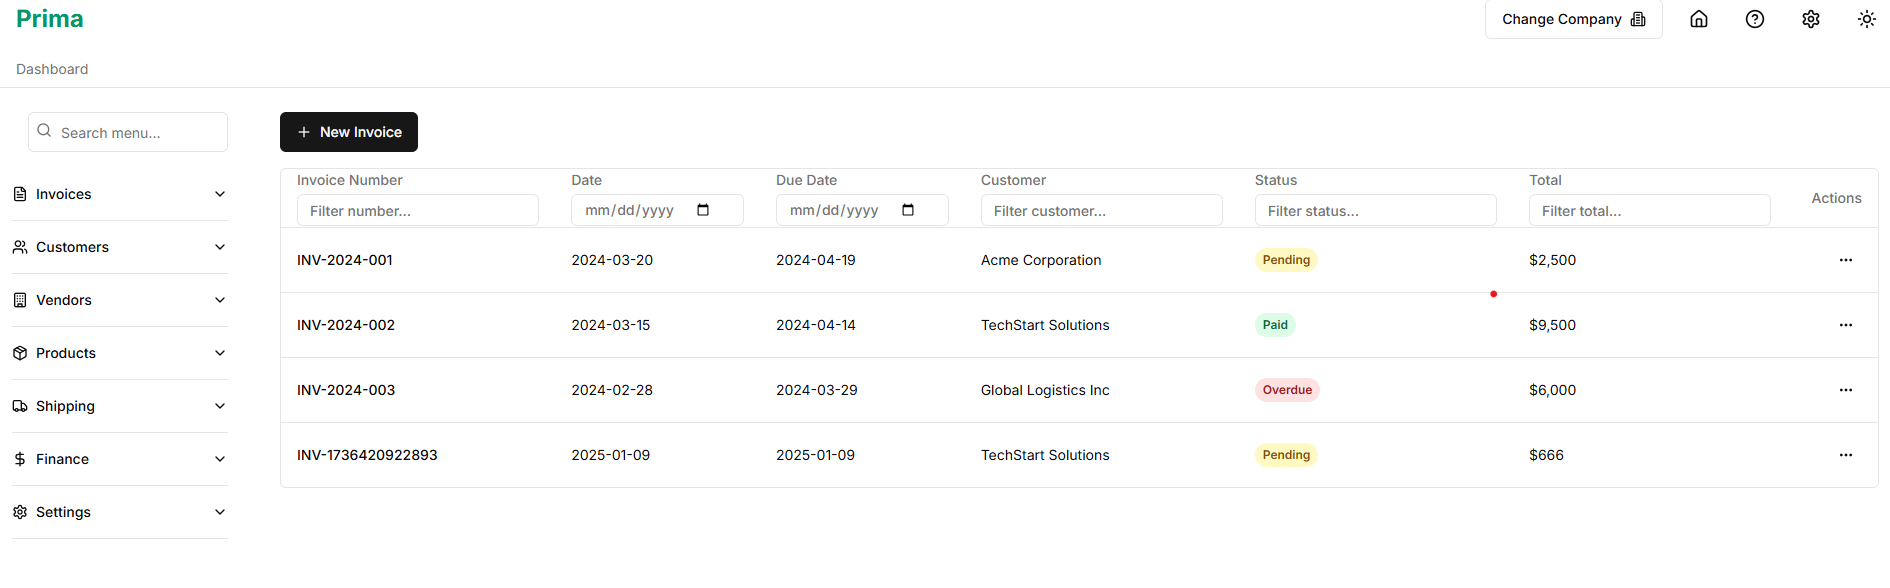 Prima
Change Company
Dashboard
Search menu...
Invoices
Customers
Vendors
Products
Shipping
Finance
Settings
+ New Invoice
Invoice Number Date Due Date Customer Status Total Actions
Filter number... mm/dd/yyyy mm/dd/yyyy Filter customer... Filter status... Filter total...
INV-2024-001 2024-03-20 2024-04-19 Acme Corporation Pending $2,500 ...
INV-2024-002 2024-03-15 2024-04-14 TechStart Solutions Paid $9,500 ...
INV-2024-003 2024-02-28 2024-03-29 Global Logistics Inc Overdue $6,000 ...
INV-1736420922893 2025-01-09 2025-01-09 TechStart Solutions Pending $666 ...